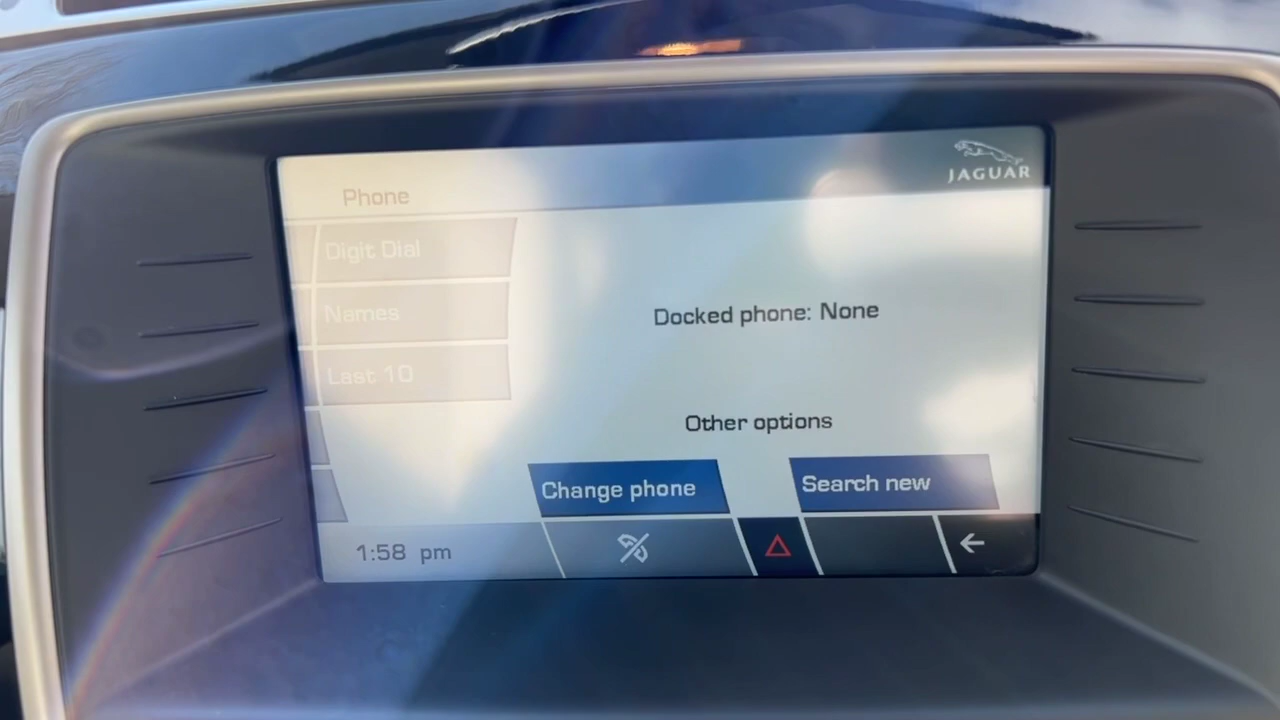 JAGUAR
Phone
Digit Dial
Names
Last 10
Docked phone: None
Other options
Change phone
Search new
1:58 pm